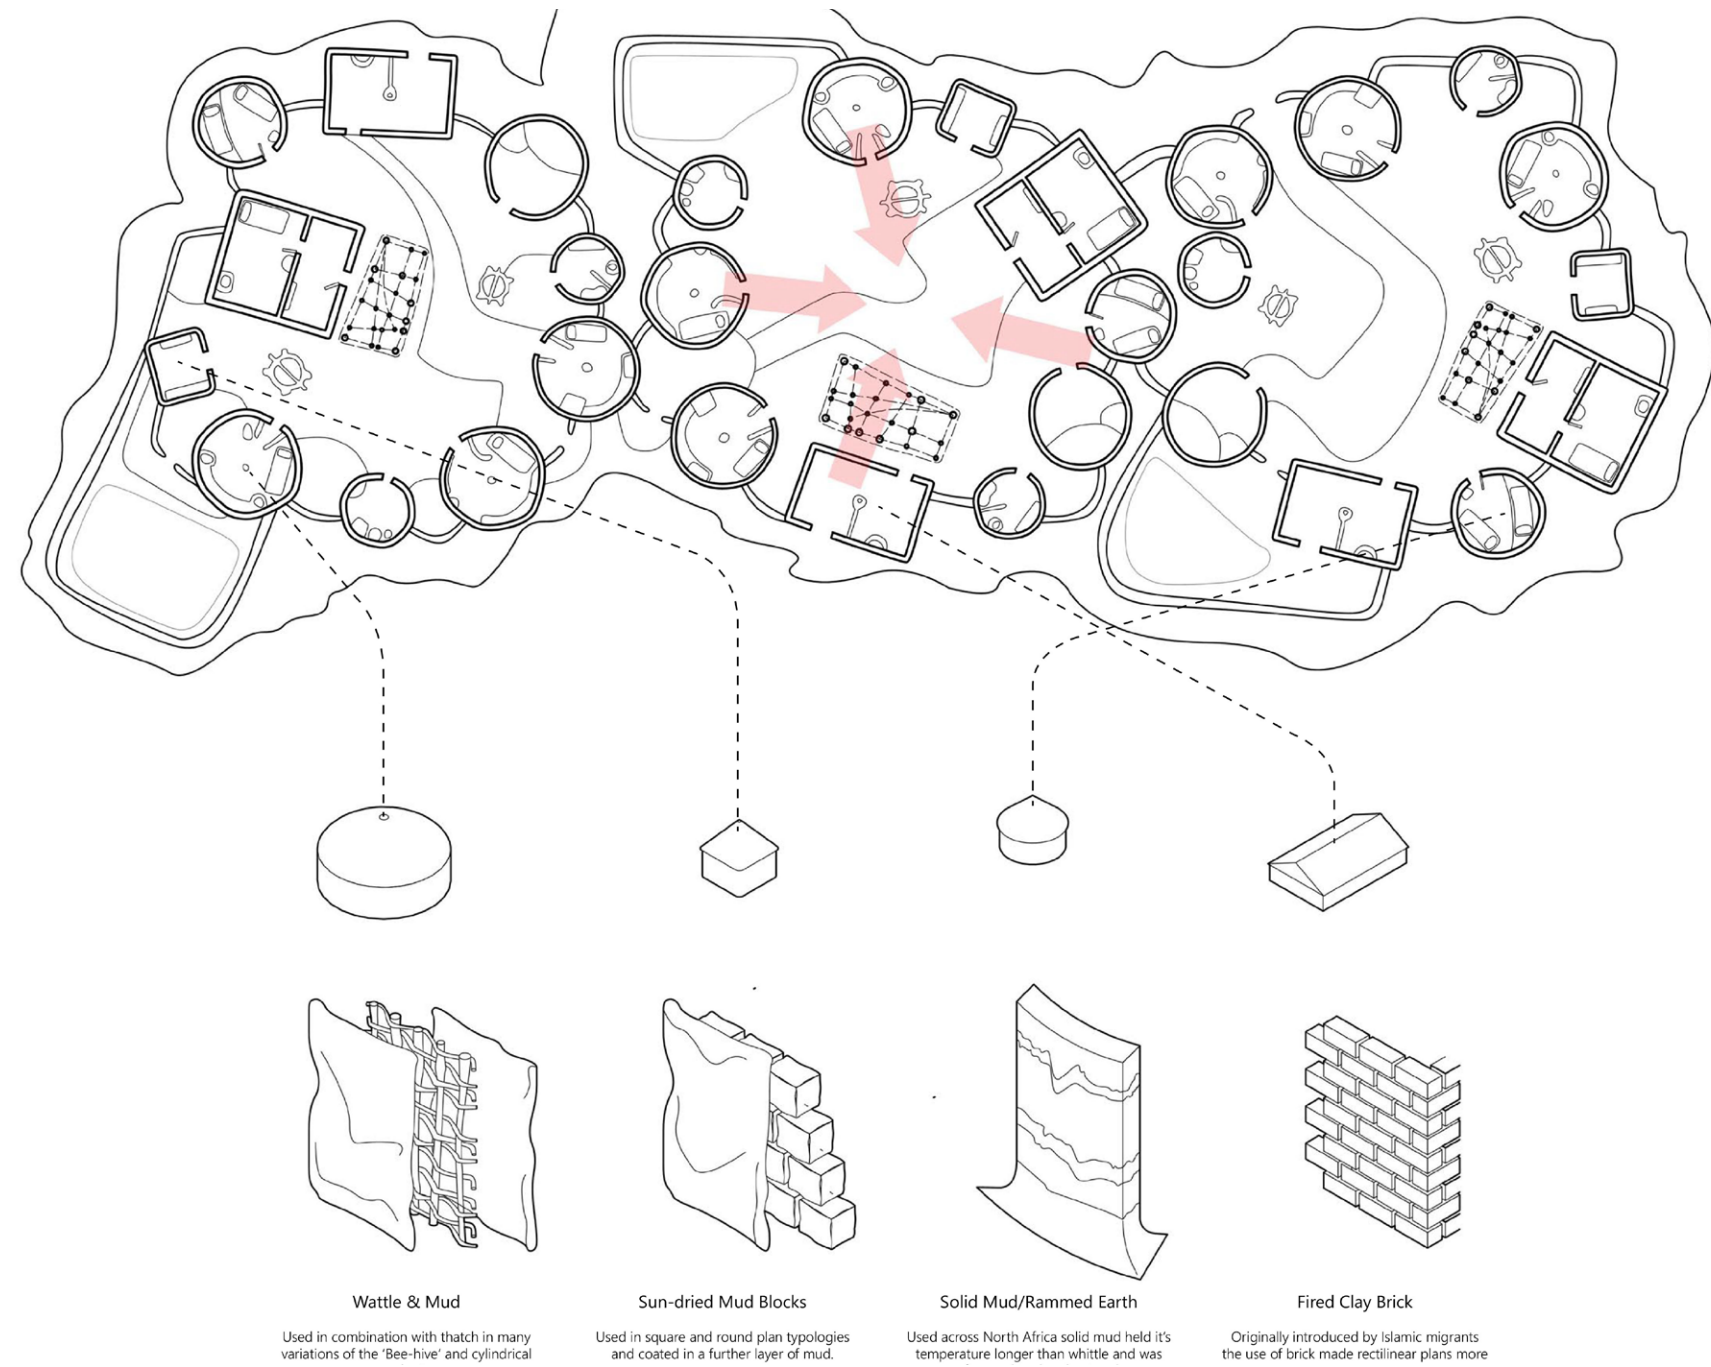 Wattle & Mud
Used in combination with thatch in many
variations of the 'Bee-hive' and cylindrical
Sun-dried Mud Blocks
Used in square and round plan typologies
and coated in a further layer of mud.
Solid Mud/Rammed Earth
Used across North Africa solid mud held it's
temperature longer than whittle and was
Fired Clay Brick
Originally introduced by Islamic migrants
the use of brick made rectilinear plans more